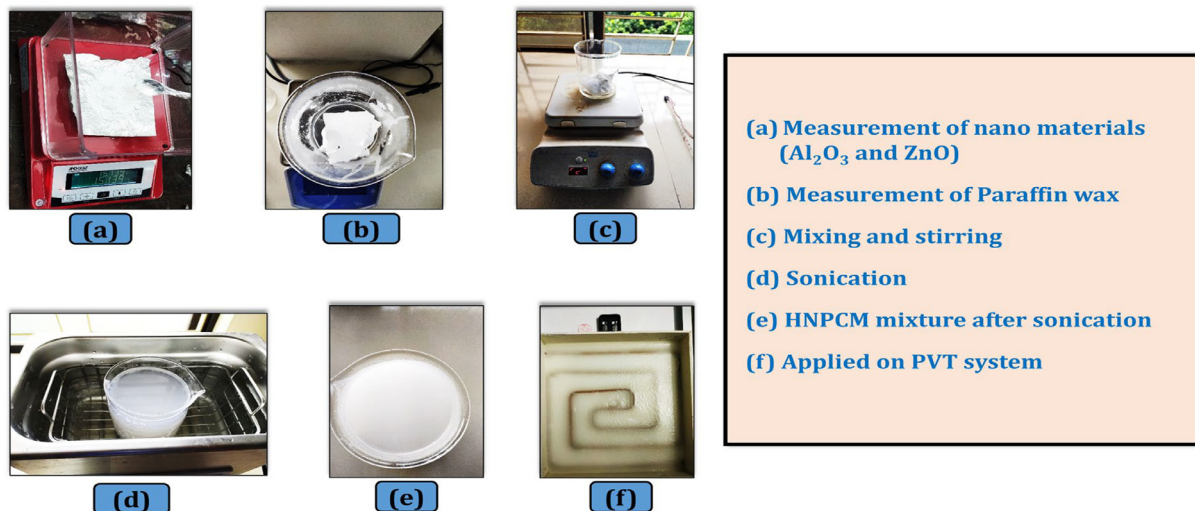 (a)
(b)
(c)
(d)
(e)
(f)
(a) Measurement of nano materials
(Al₂O₃ and ZnO)
(b) Measurement of Paraffin wax
(c) Mixing and stirring
(d) Sonication
(e) HNPCM mixture after sonication
(f) Applied on PVT system